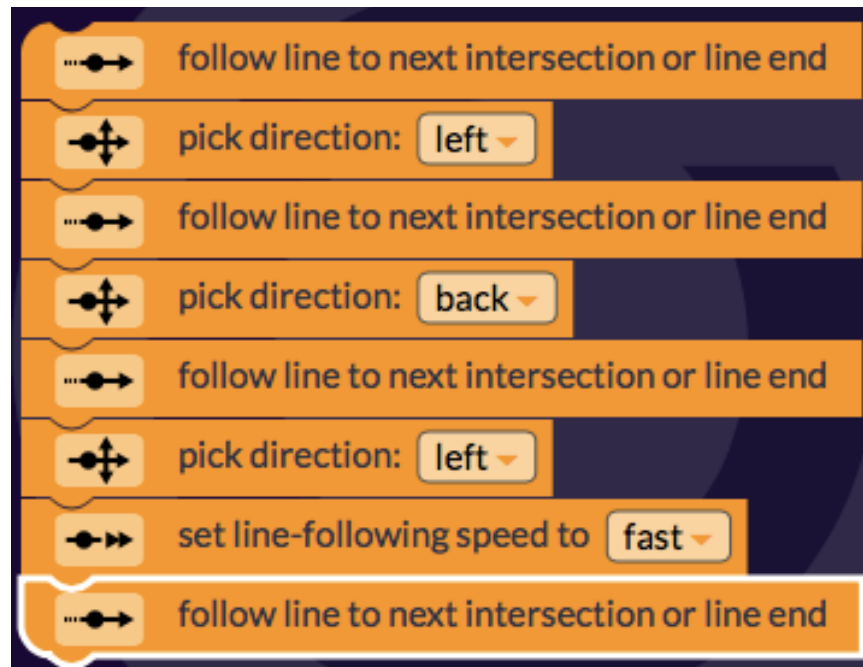 follow line to next intersection or line end
pick direction: left
follow line to next intersection or line end
pick direction: back
follow line to next intersection or line end
pick direction: left
set line-following speed to fast
follow line to next intersection or line end